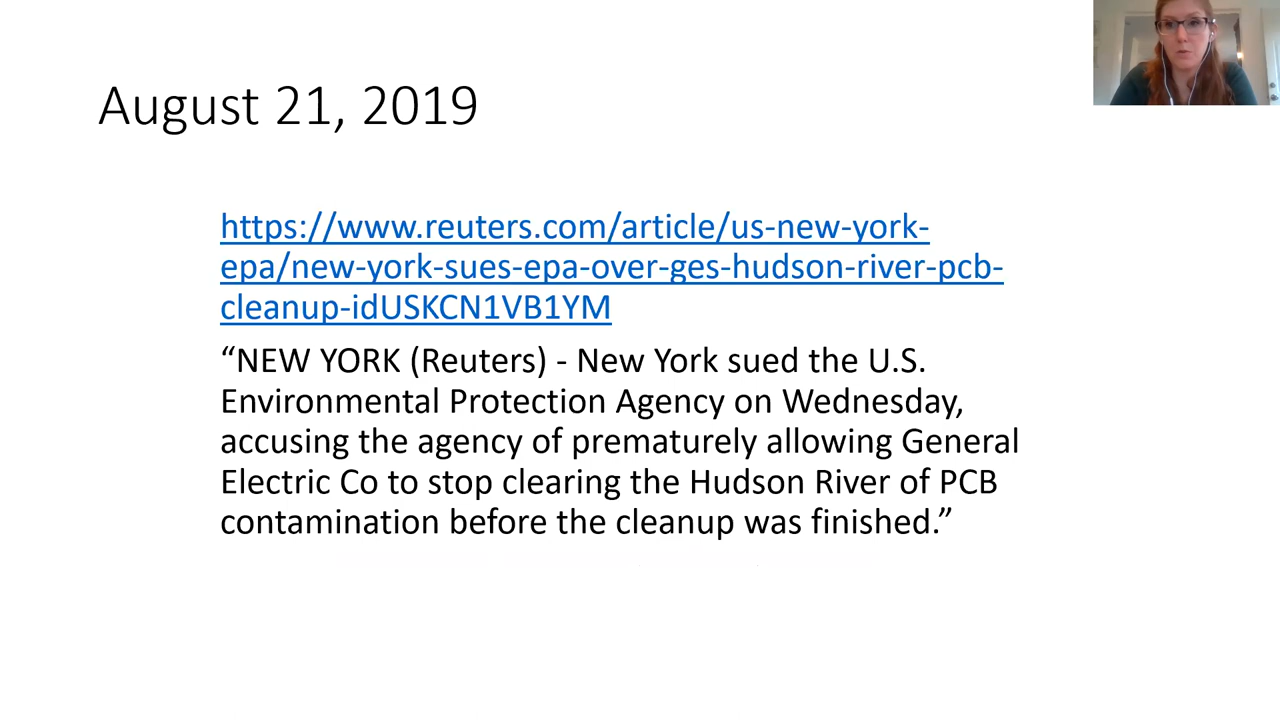 August 21, 2019
https://www.reuters.com/article/us-new-york-
epa/new-york-sues-epa-over-ges-hudson-river-pcb-
cleanup-idUSKCN1VB1YM
“NEW YORK (Reuters) - New York sued the U.S.
Environmental Protection Agency on Wednesday,
accusing the agency of prematurely allowing General
Electric Co to stop clearing the Hudson River of PCB
contamination before the cleanup was finished.”